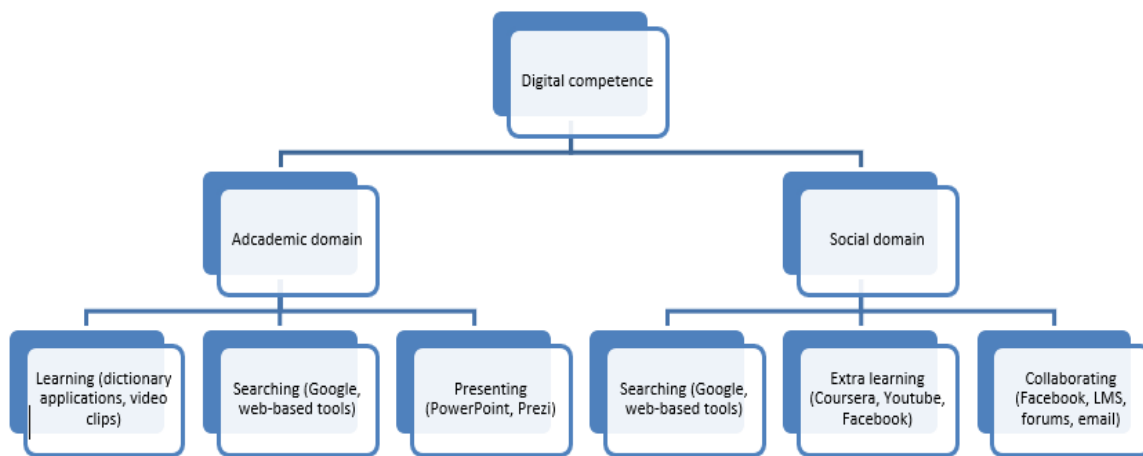 Digital competence
Adcademic domain
Social domain
Learning (dictionary
applications, video
clips)
Searching (Google,
web-based tools)
Presenting
(PowerPoint, Prezi)
Searching (Google,
web-based tools)
Extra learning
(Coursera, Youtube,
Facebook)
Collaborating
(Facebook, LMS,
forums, email)